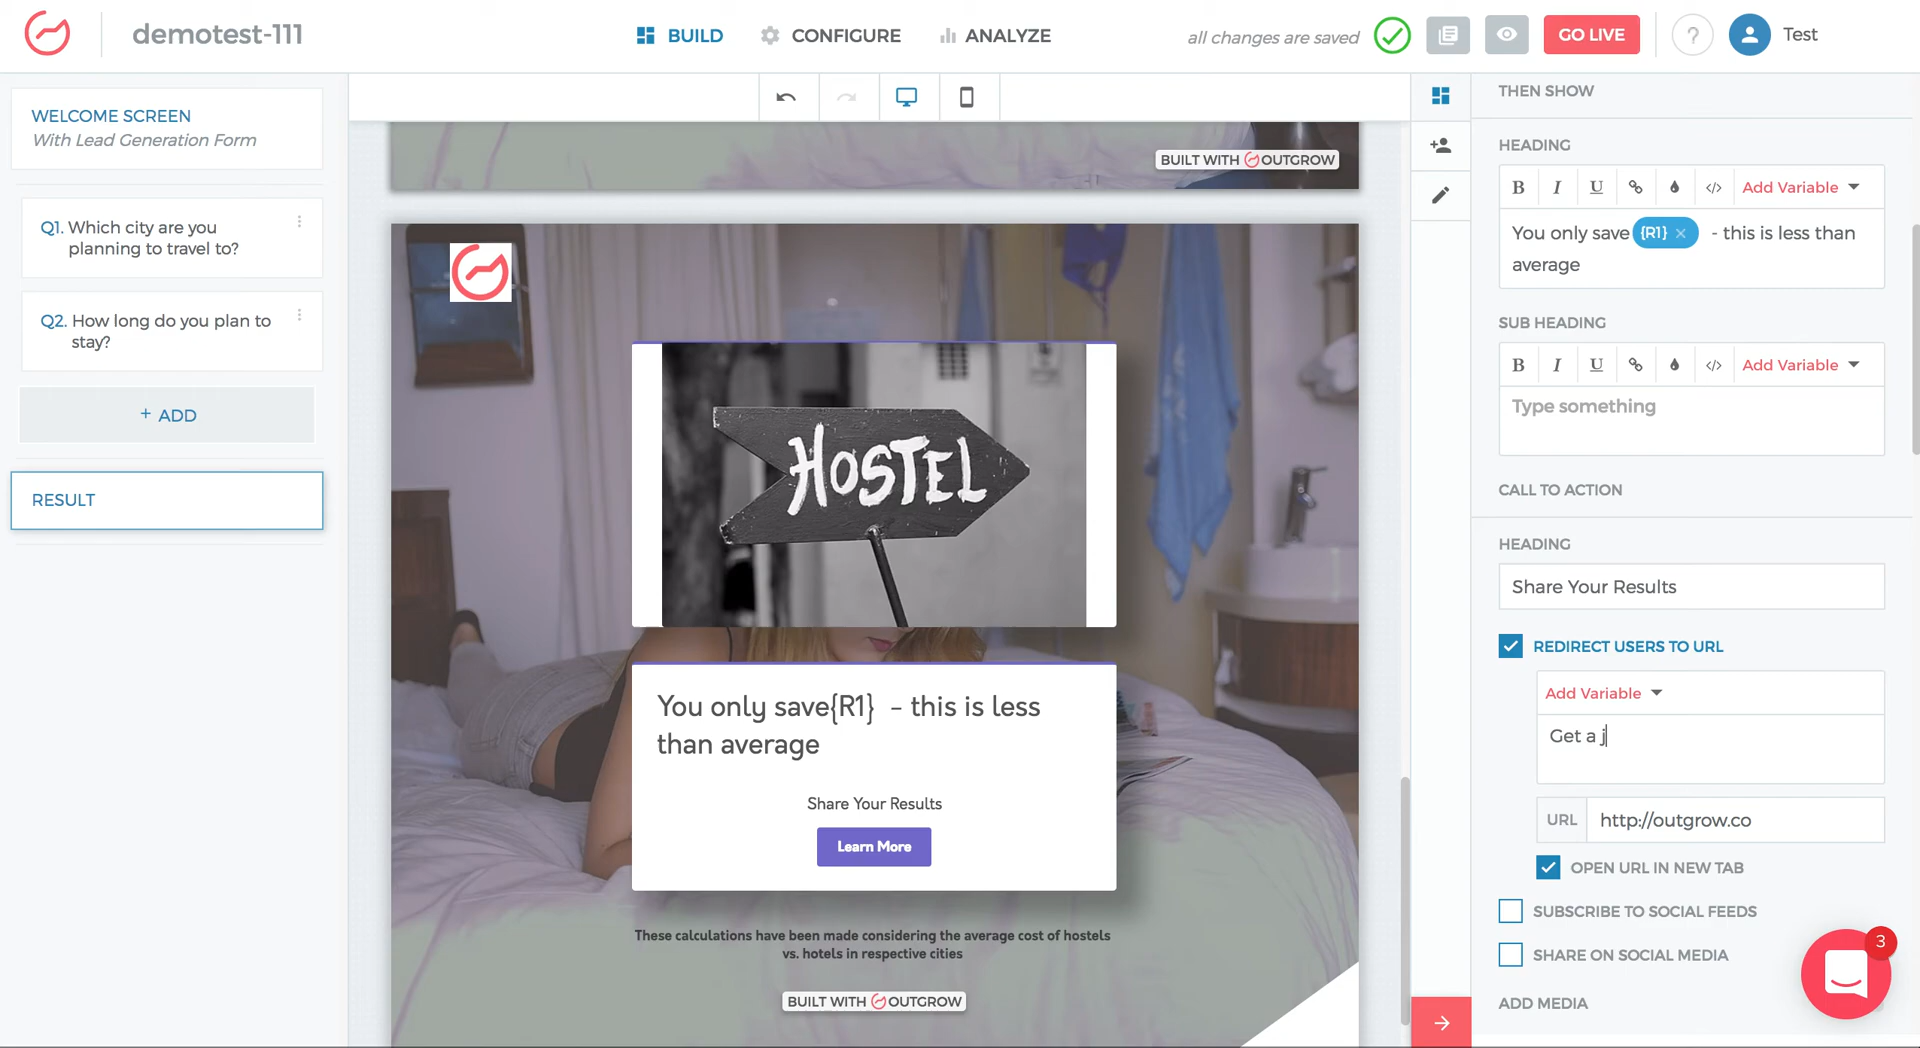 demotest-111
BUILD
CONFIGURE
ANALYZE
all changes are saved
GO LIVE
?
Test
WELCOME SCREEN
With Lead Generation Form
Q1. Which city are you
planning to travel to?
Q2. How long do you plan to
stay?
+ ADD
RESULT
BUILT WITH OUTGROW
HOSTEL
You only save{R1} - this is less
than average
Share Your Results
Learn More
These calculations have been made considering the average cost of hostels
vs. hotels in respective cities
BUILT WITH OUTGROW
THEN SHOW
HEADING
B I U </> Add Variable
You only save {R1} × - this is less than
average
SUB HEADING
B I U </> Add Variable
Type something
CALL TO ACTION
HEADING
Share Your Results
REDIRECT USERS TO URL
Add Variable
Get a j
URL http://outgrow.co
OPEN URL IN NEW TAB
SUBSCRIBE TO SOCIAL FEEDS
SHARE ON SOCIAL MEDIA
3
ADD MEDIA